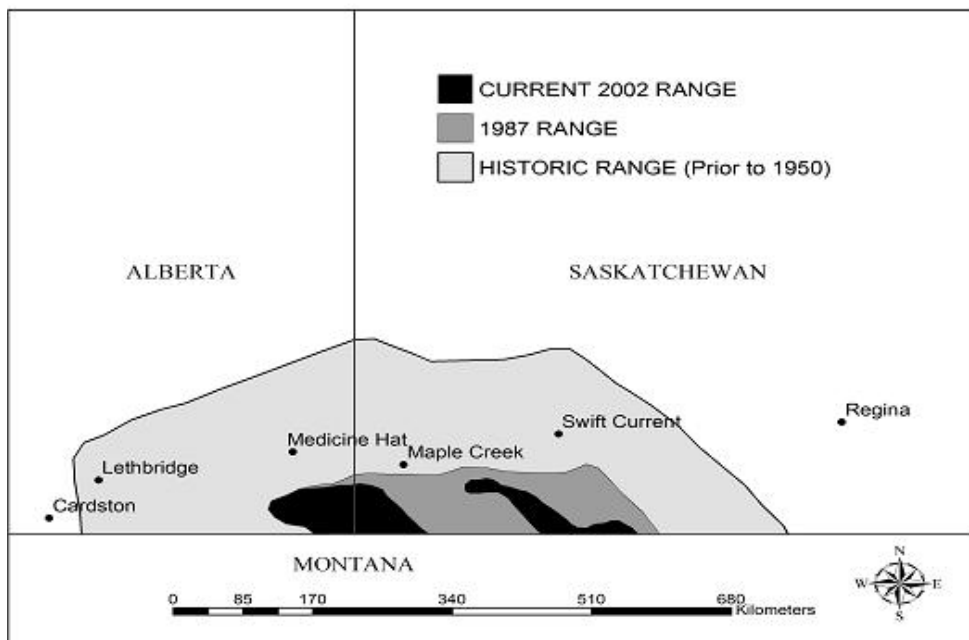 CURRENT 2002 RANGE
1987 RANGE
HISTORIC RANGE (Prior to 1950)
ALBERTA
SASKATCHEWAN
Regina
Swift Current
Medicine Hat
Maple Creek
Lethbridge
Cardston
MONTANA
N
W E
S
0 85 170 340 510 680
Kilometers